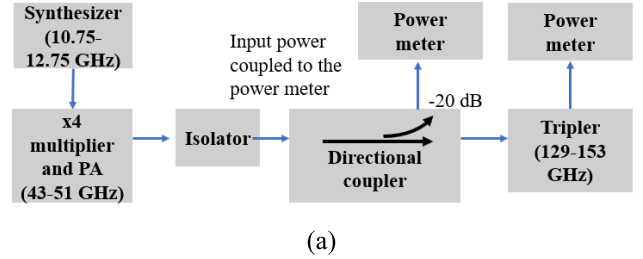 Synthesizer
(10.75-
12.75 GHz)
Input power
coupled to the
power meter
Power
meter
Power
meter
-20 dB
x4
multiplier
and PA
(43-51 GHz)
Isolator
Directional
coupler
Tripler
(129-153
GHz)
(a)